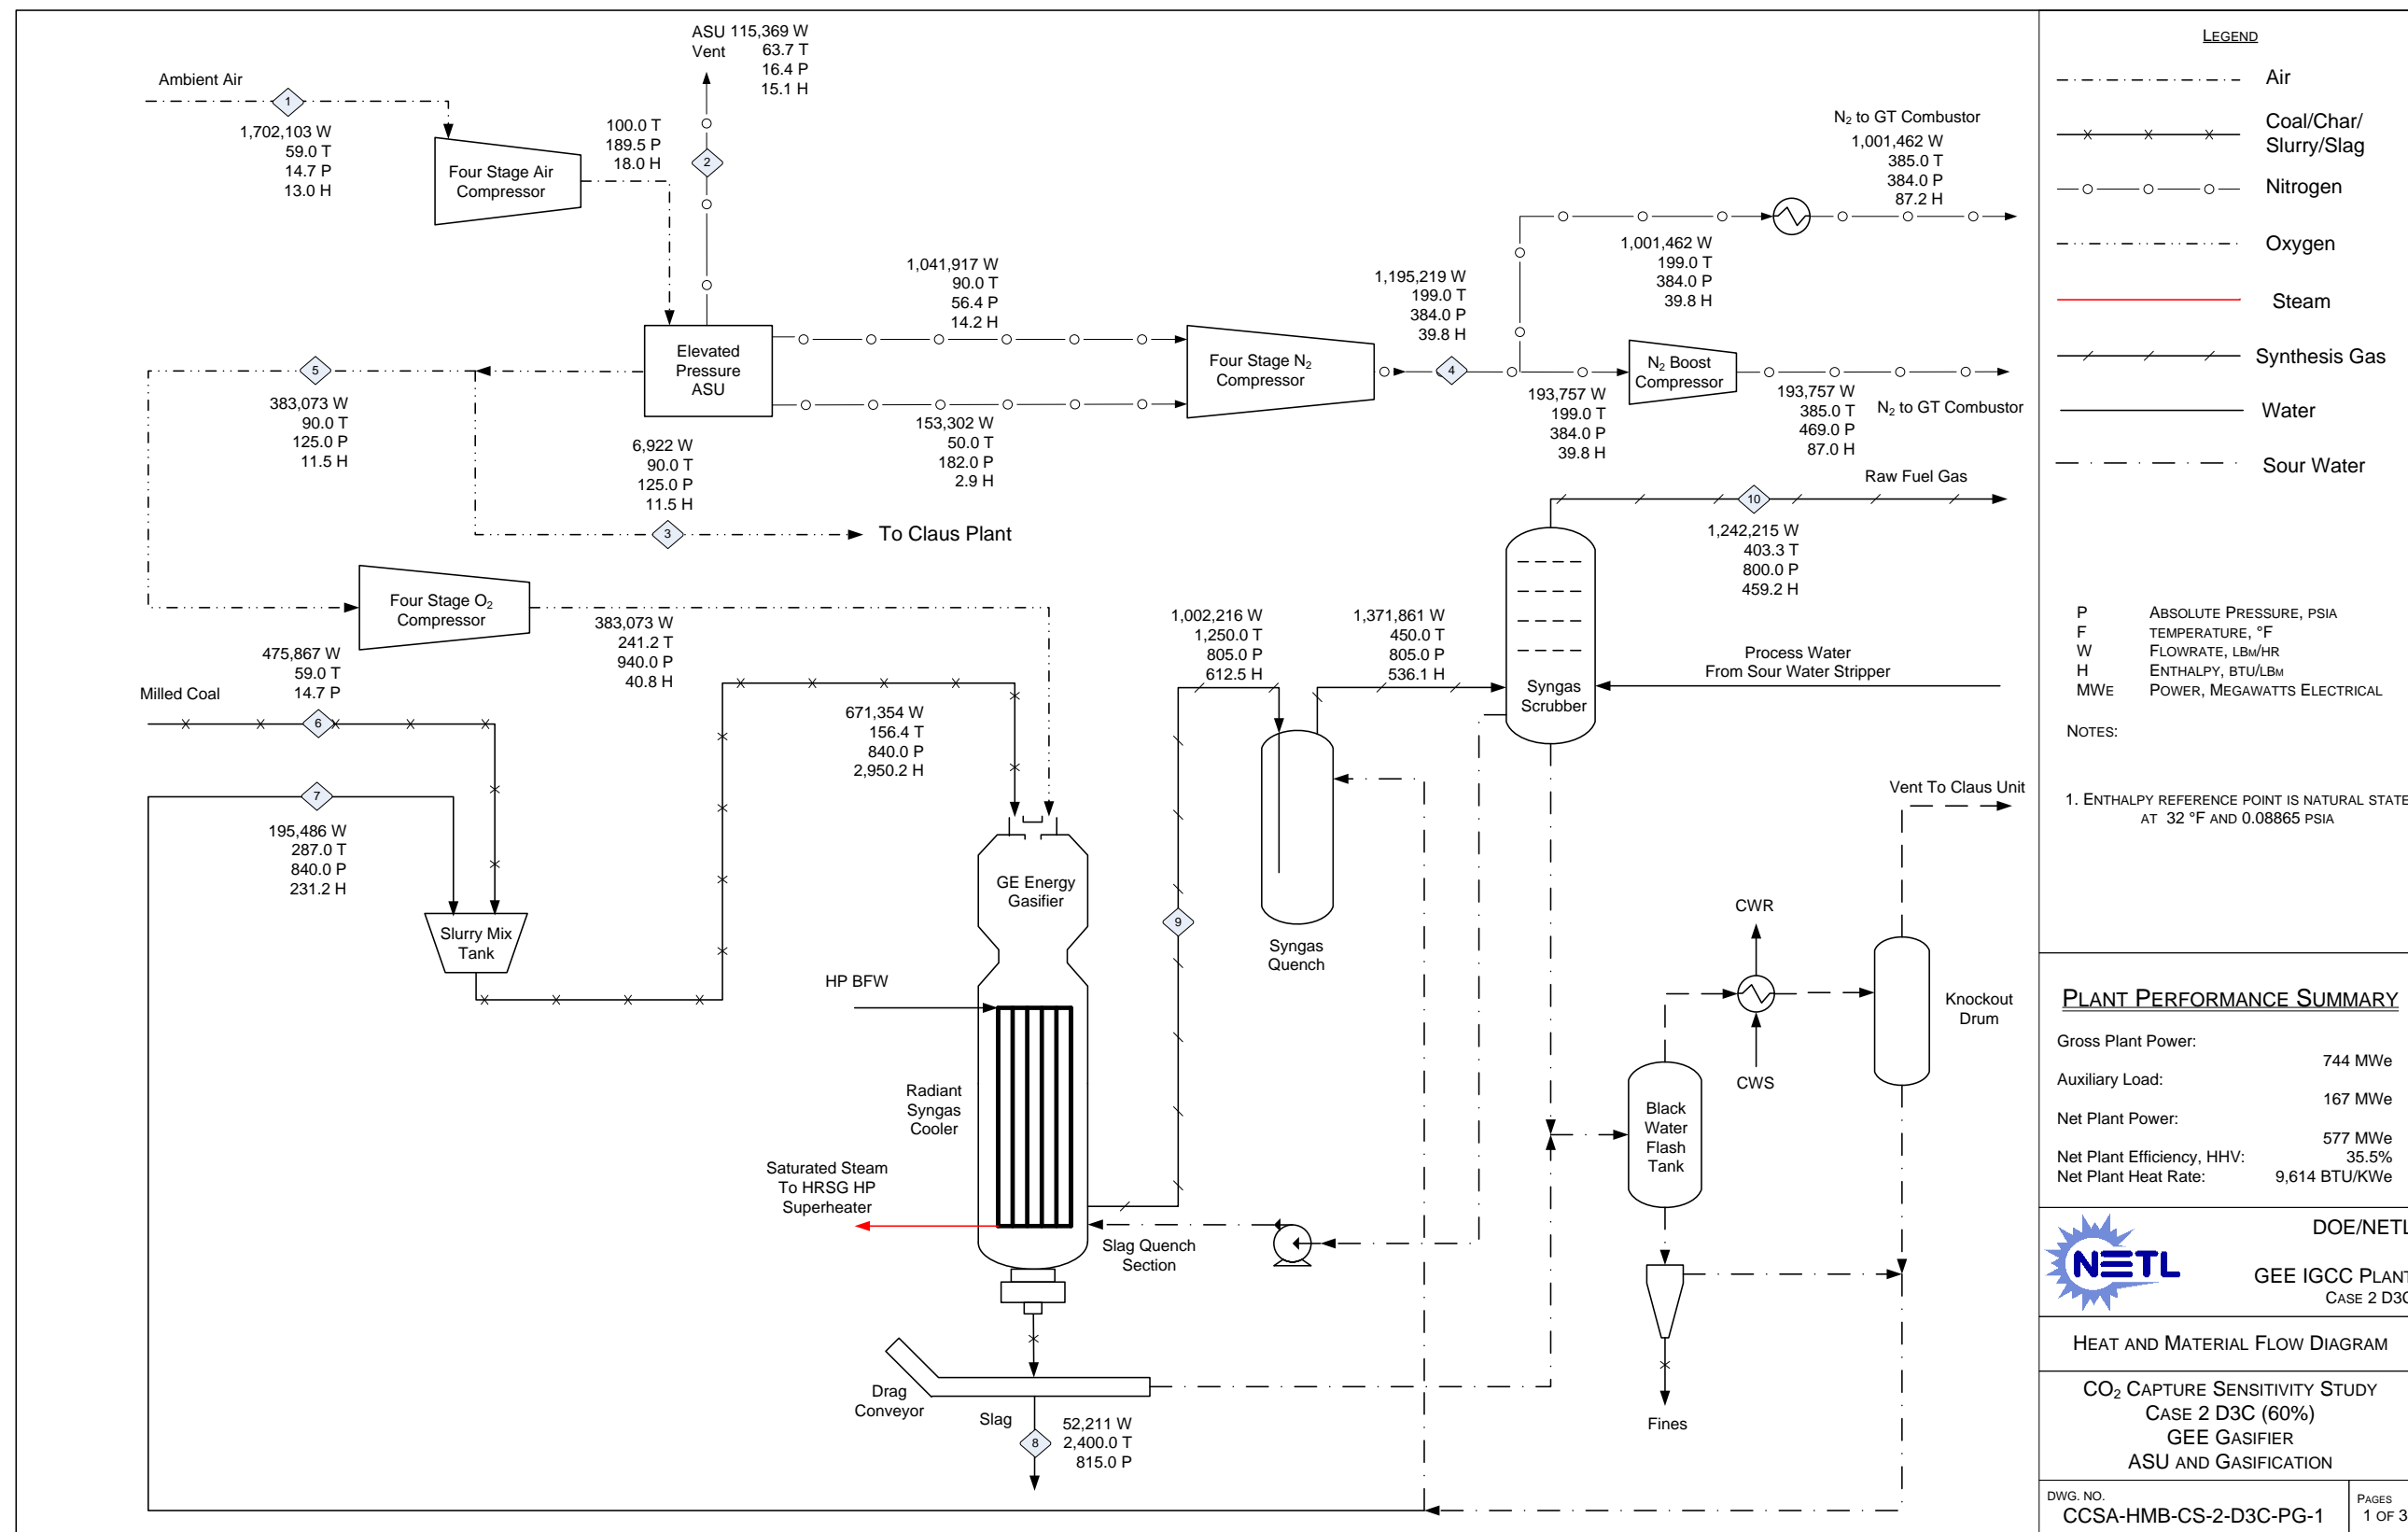 ASU 115,369 W
Vent 63.7 T
16.4 P
15.1 H
Ambient Air
1
1,702,103 W
59.0 T
14.7 P
13.0 H
Four Stage Air
Compressor
100.0 T
189.5 P
18.0 H
2
N₂ to GT Combustor
1,001,462 W
385.0 T
384.0 P
87.2 H
1,041,917 W
90.0 T
56.4 P
14.2 H
1,195,219 W
199.0 T
384.0 P
39.8 H
1,001,462 W
199.0 T
384.0 P
39.8 H
Elevated
Pressure
ASU
Four Stage N₂
Compressor
4
N₂ Boost
Compressor
5
383,073 W
90.0 T
125.0 P
11.5 H
6,922 W
90.0 T
125.0 P
11.5 H
153,302 W
50.0 T
182.0 P
2.9 H
193,757 W
199.0 T
384.0 P
39.8 H
193,757 W
385.0 T
469.0 P
87.0 H
N₂ to GT Combustor
3
To Claus Plant
Raw Fuel Gas
10
1,242,215 W
403.3 T
800.0 P
459.2 H
Four Stage O₂
Compressor
383,073 W
241.2 T
940.0 P
40.8 H
475,867 W
59.0 T
14.7 P
Milled Coal
6
1,002,216 W
1,250.0 T
805.0 P
612.5 H
1,371,861 W
450.0 T
805.0 P
536.1 H
Process Water
From Sour Water Stripper
Syngas
Scrubber
671,354 W
156.4 T
840.0 P
2,950.2 H
7
195,486 W
287.0 T
840.0 P
231.2 H
Slurry Mix
Tank
GE Energy
Gasifier
9
Syngas
Quench
Vent To Claus Unit
CWR
CWS
Knockout
Drum
HP BFW
Radiant
Syngas
Cooler
Black
Water
Flash
Tank
Saturated Steam
To HRSG HP
Superheater
Slag Quench
Section
Drag
Conveyor
Slag
8
52,211 W
2,400.0 T
815.0 P
Fines
LEGEND
Air
Coal/Char/
Slurry/Slag
Nitrogen
Oxygen
Steam
Synthesis Gas
Water
Sour Water
P ABSOLUTE PRESSURE, PSIA
F TEMPERATURE, °F
W FLOWRATE, LBM/HR
H ENTHALPY, BTU/LBM
MWE POWER, MEGAWATTS ELECTRICAL
NOTES:
1. ENTHALPY REFERENCE POINT IS NATURAL STATE
AT 32 °F AND 0.08865 PSIA
PLANT PERFORMANCE SUMMARY
Gross Plant Power:
744 MWe
Auxiliary Load:
167 MWe
Net Plant Power:
577 MWe
Net Plant Efficiency, HHV: 35.5%
Net Plant Heat Rate: 9,614 BTU/KWe
NETL
DOE/NETL
GEE IGCC PLANT
CASE 2 D3C
HEAT AND MATERIAL FLOW DIAGRAM
CO₂ CAPTURE SENSITIVITY STUDY
CASE 2 D3C (60%)
GEE GASIFIER
ASU AND GASIFICATION
DWG. NO.
CCSA-HMB-CS-2-D3C-PG-1
PAGES
1 OF 3